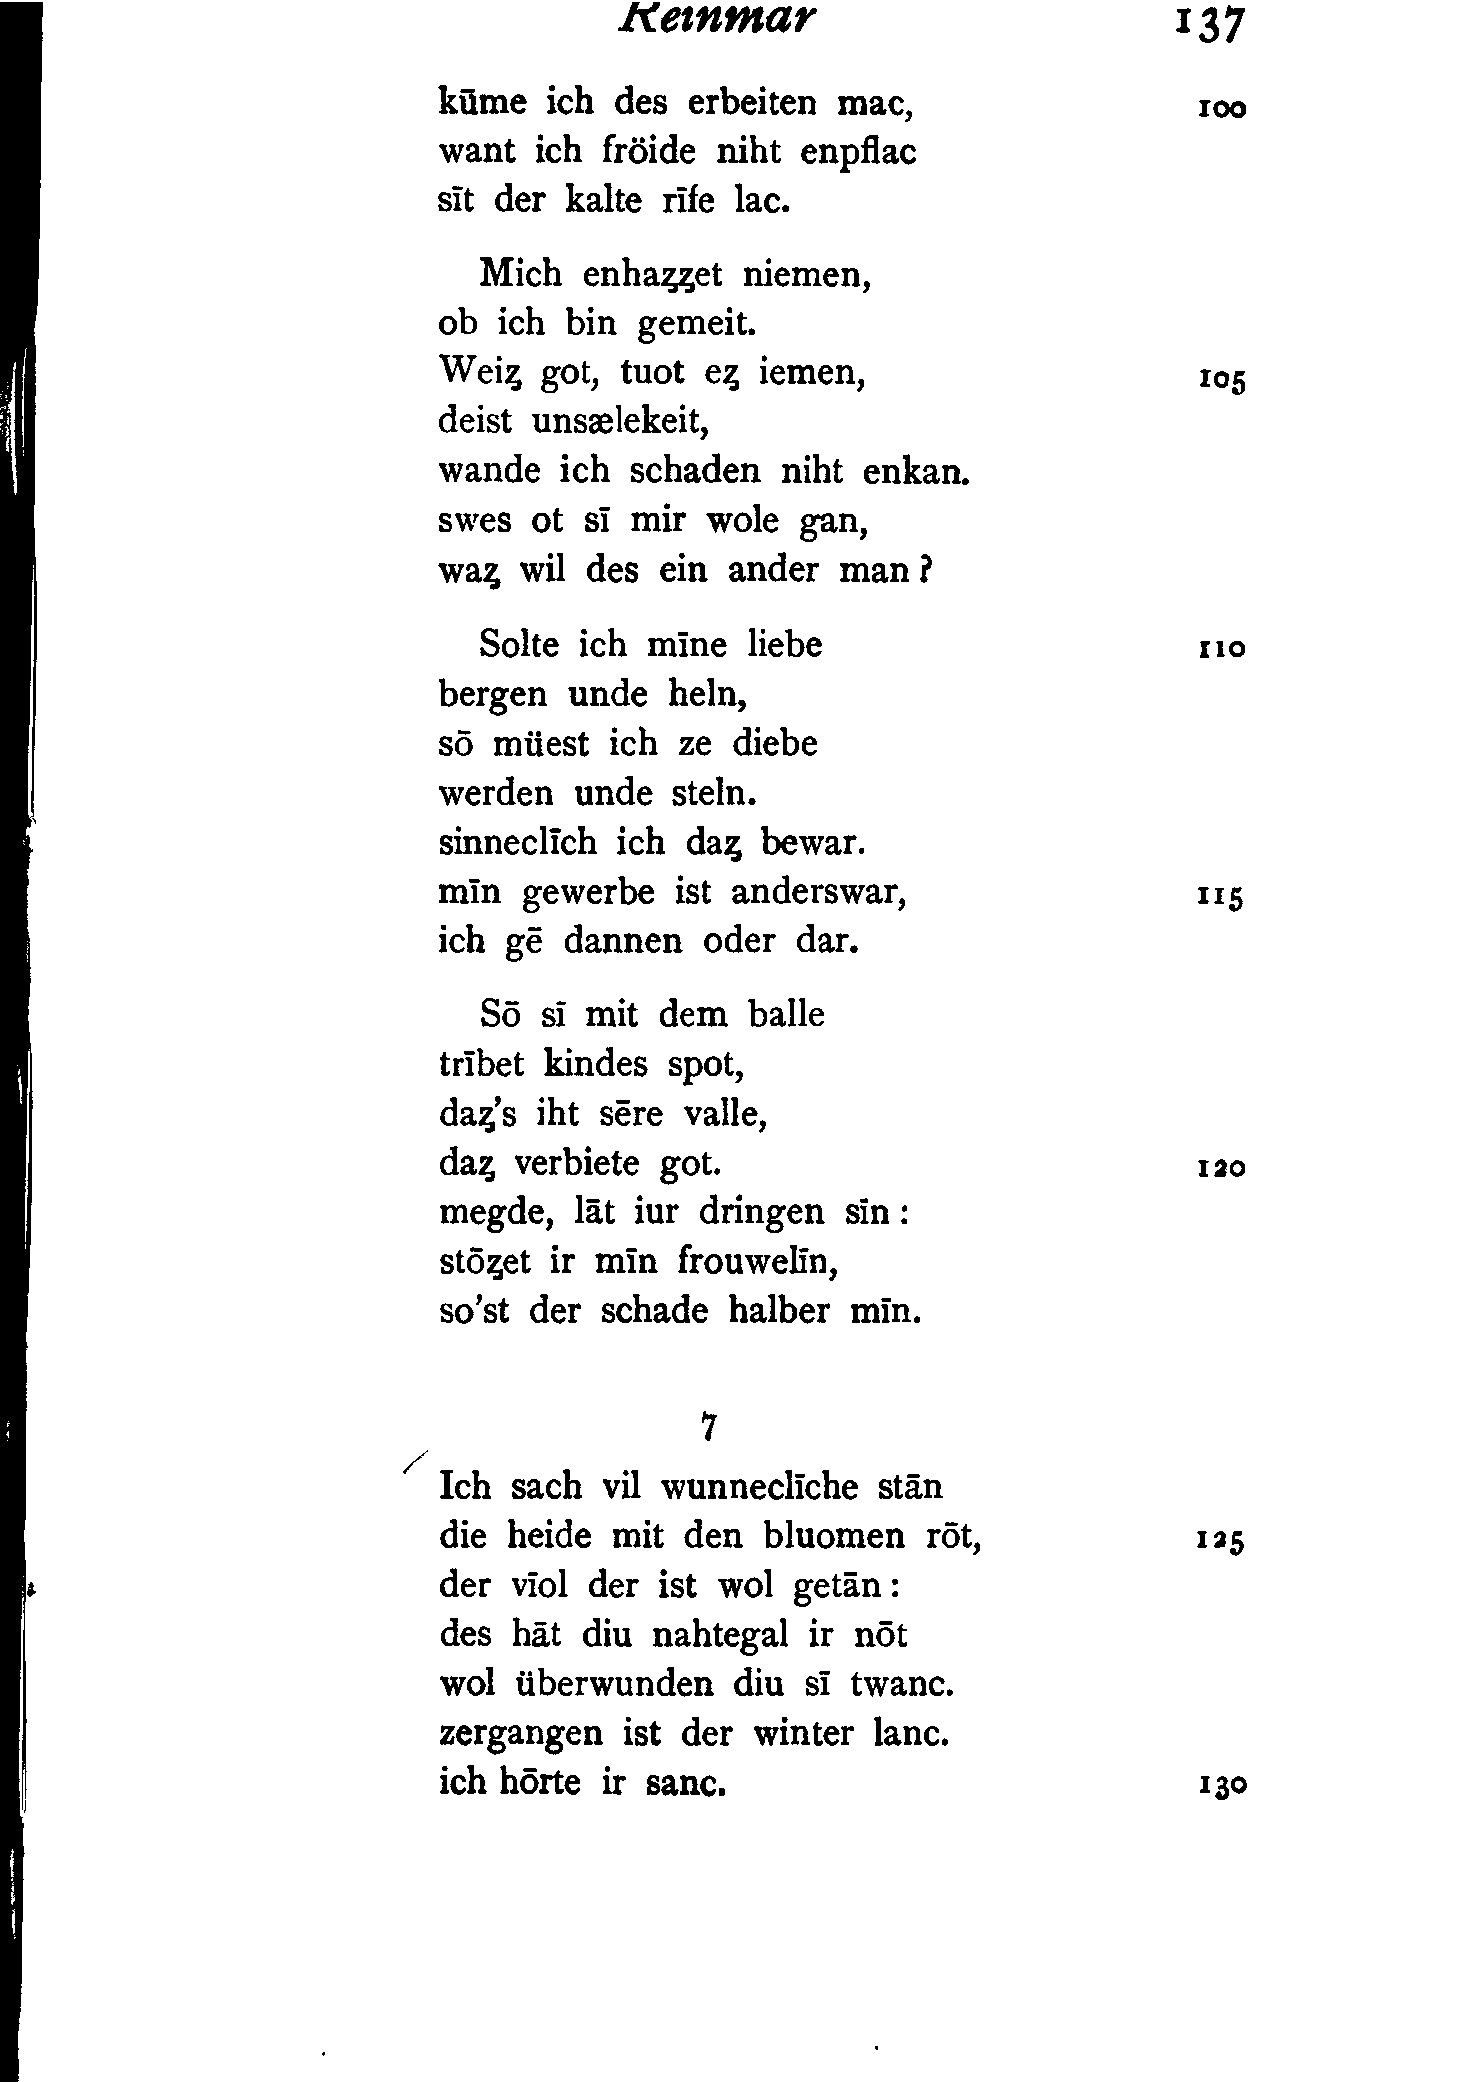 Reinmar 137
kūme ich des erbeiten mac, 100
want ich fröide niht enpflac
sīt der kalte rīfe lac.
Mich enhaȥȥet niemen,
ob ich bin gemeit.
Weiȥ got, tuot eȥ iemen, 105
deist unsælekeit,
wande ich schaden niht enkan.
swes ot sī mir wole gan,
waȥ wil des ein ander man?
Solte ich mīne liebe 110
bergen unde heln,
sō müest ich ze diebe
werden unde steln.
sinneclīch ich daȥ bewar.
mīn gewerbe ist anderswar, 115
ich gē dannen oder dar.
Sō sī mit dem balle
trībet kindes spot,
daȥ's iht sēre valle,
daȥ verbiete got. 120
megde, lāt iur dringen sīn:
stōȥet ir mīn frouwelīn,
so'st der schade halber mīn.
7
Ich sach vil wunneclīche stān
die heide mit den bluomen rōt, 125
der vīol der ist wol getān:
des hāt diu nahtegal ir nōt
wol überwunden diu sī twanc.
zergangen ist der winter lanc.
ich hōrte ir sanc. 130